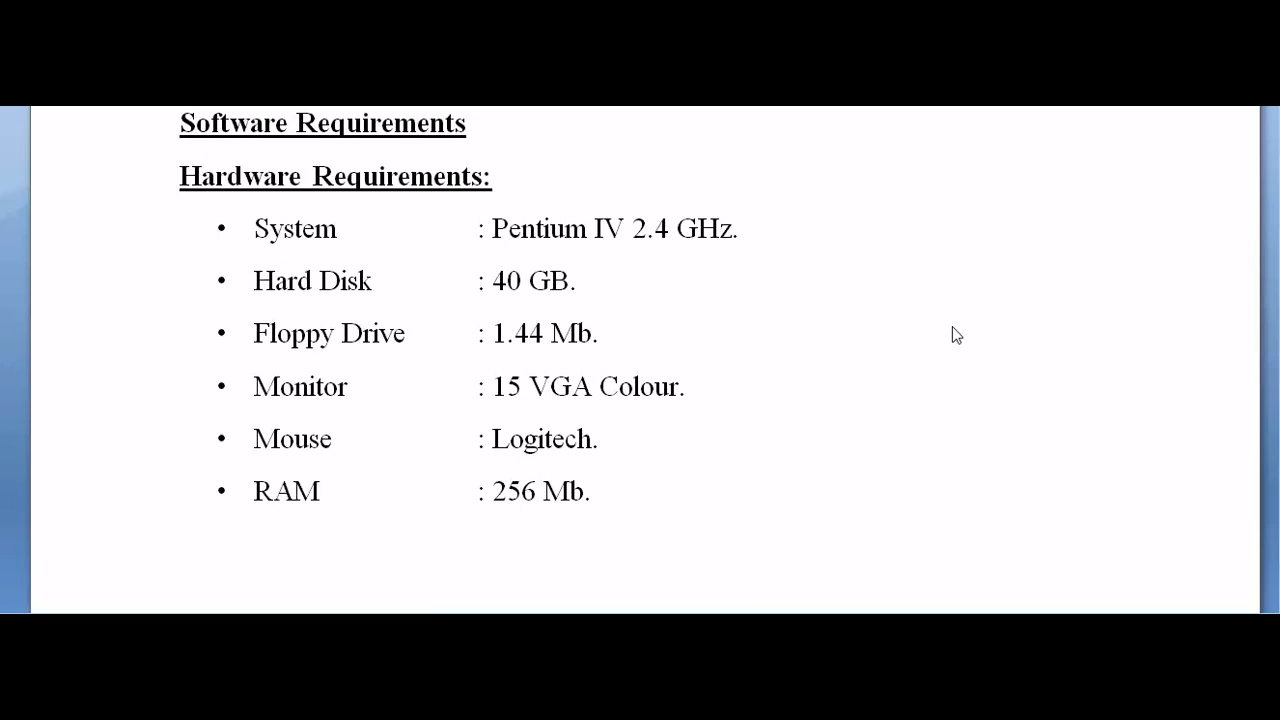 Software Requirements
Hardware Requirements:
• System : Pentium IV 2.4 GHz.
• Hard Disk : 40 GB.
• Floppy Drive : 1.44 Mb.
• Monitor : 15 VGA Colour.
• Mouse : Logitech.
• RAM : 256 Mb.